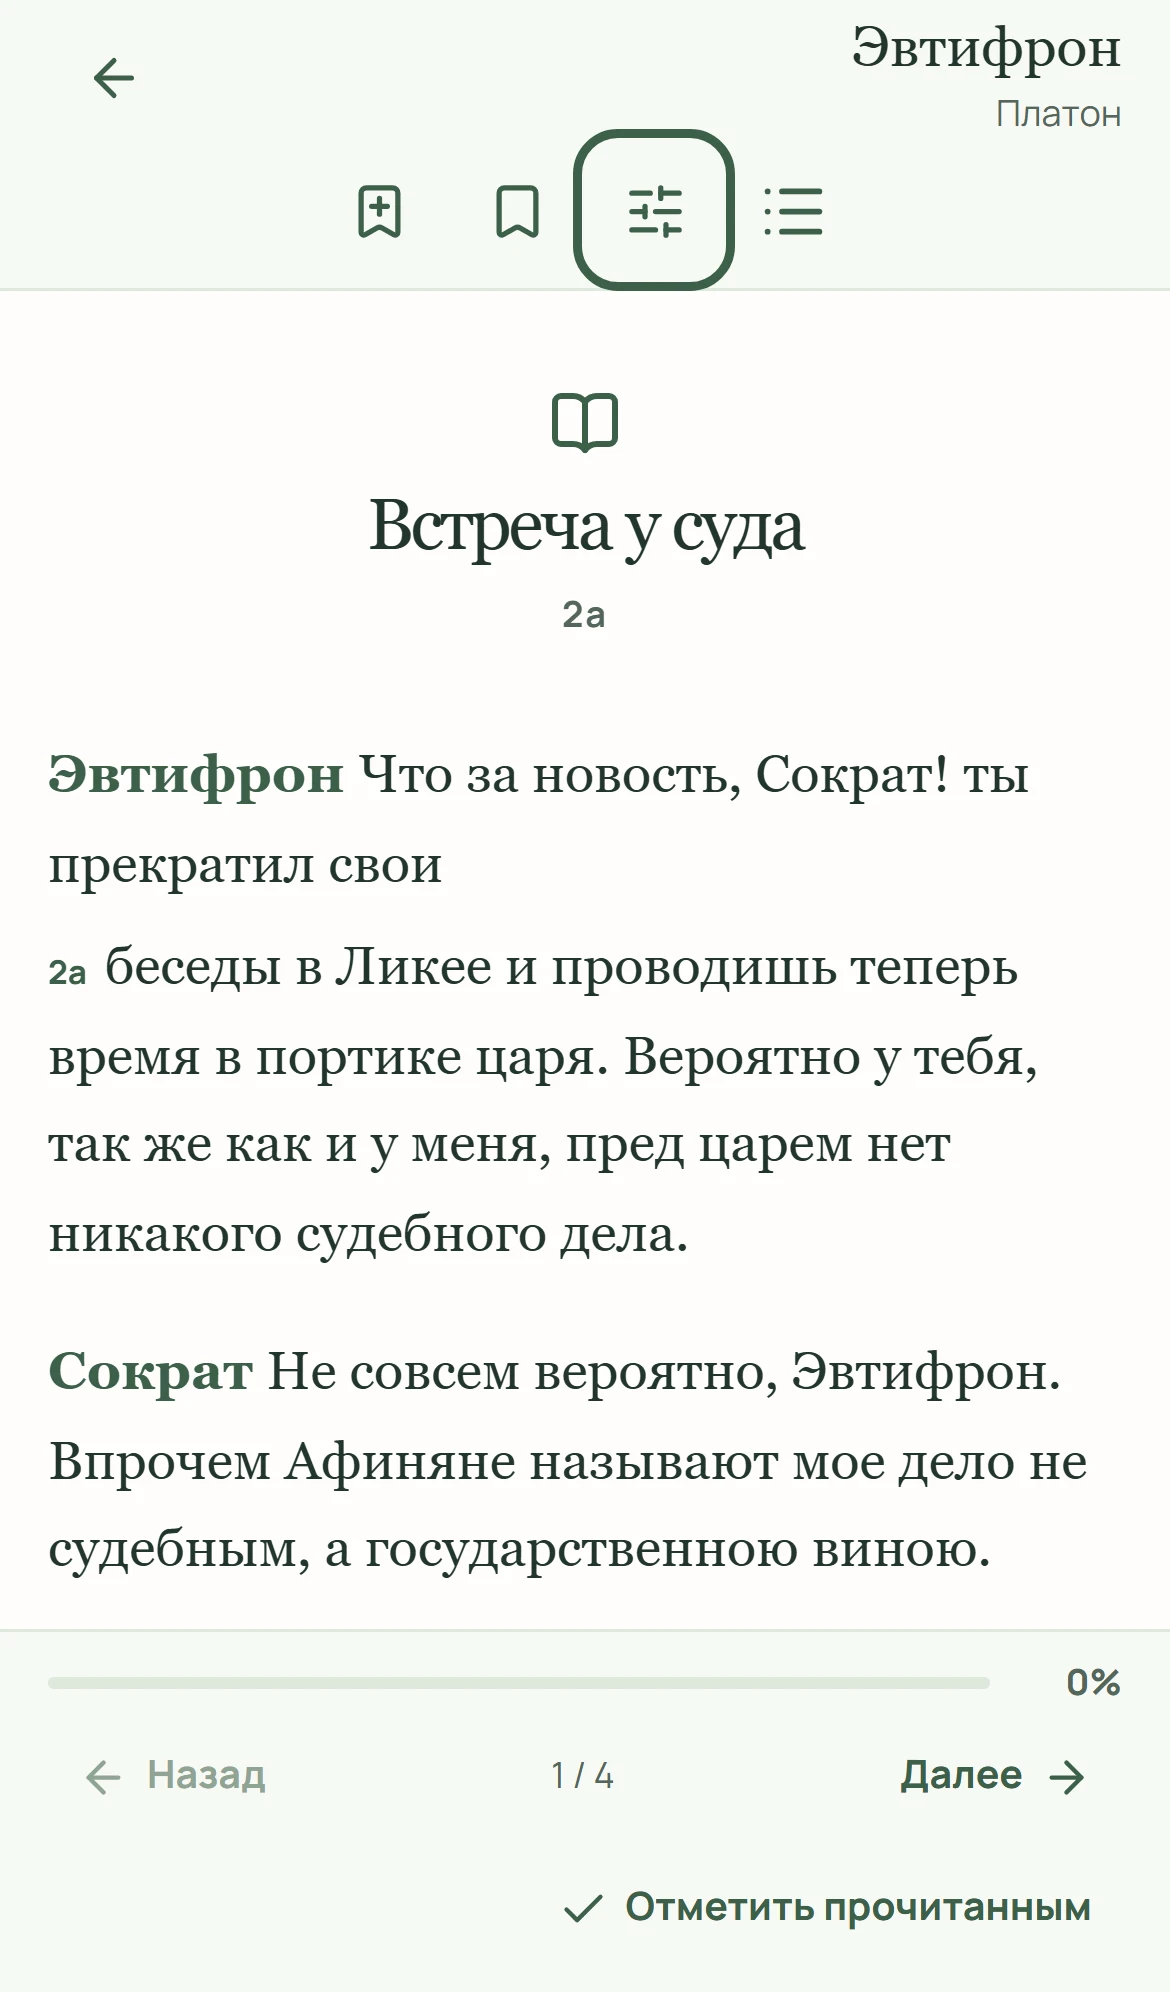 Эвтифрон
Платон
Встреча у суда
2a
Эвтифрон Что за новость, Сократ! ты
прекратил свои
2a беседы в Ликее и проводишь теперь
время в портике царя. Вероятно у тебя,
так же как и у меня, пред царем нет
никакого судебного дела.
Сократ Не совсем вероятно, Эвтифрон.
Впрочем Афиняне называют мое дело не
судебным, а государственною виною.
0%
Назад
1 / 4
Далее
Отметить прочитанным